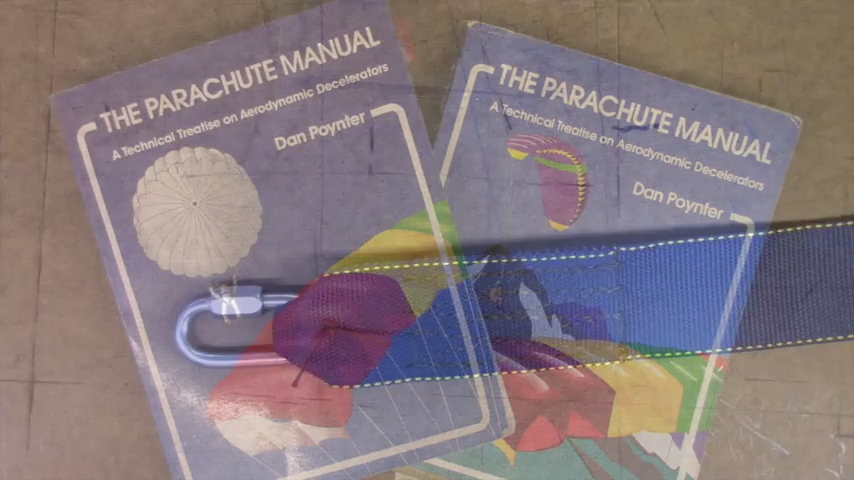 THE PARACHUTE MANUAL
A Technical Treatise on Aerodynamic Decelerators
Dan Poynter
THE PARACHUTE MANUAL
A Technical Treatise on Aerodynamic Decelerators
Dan Poynter